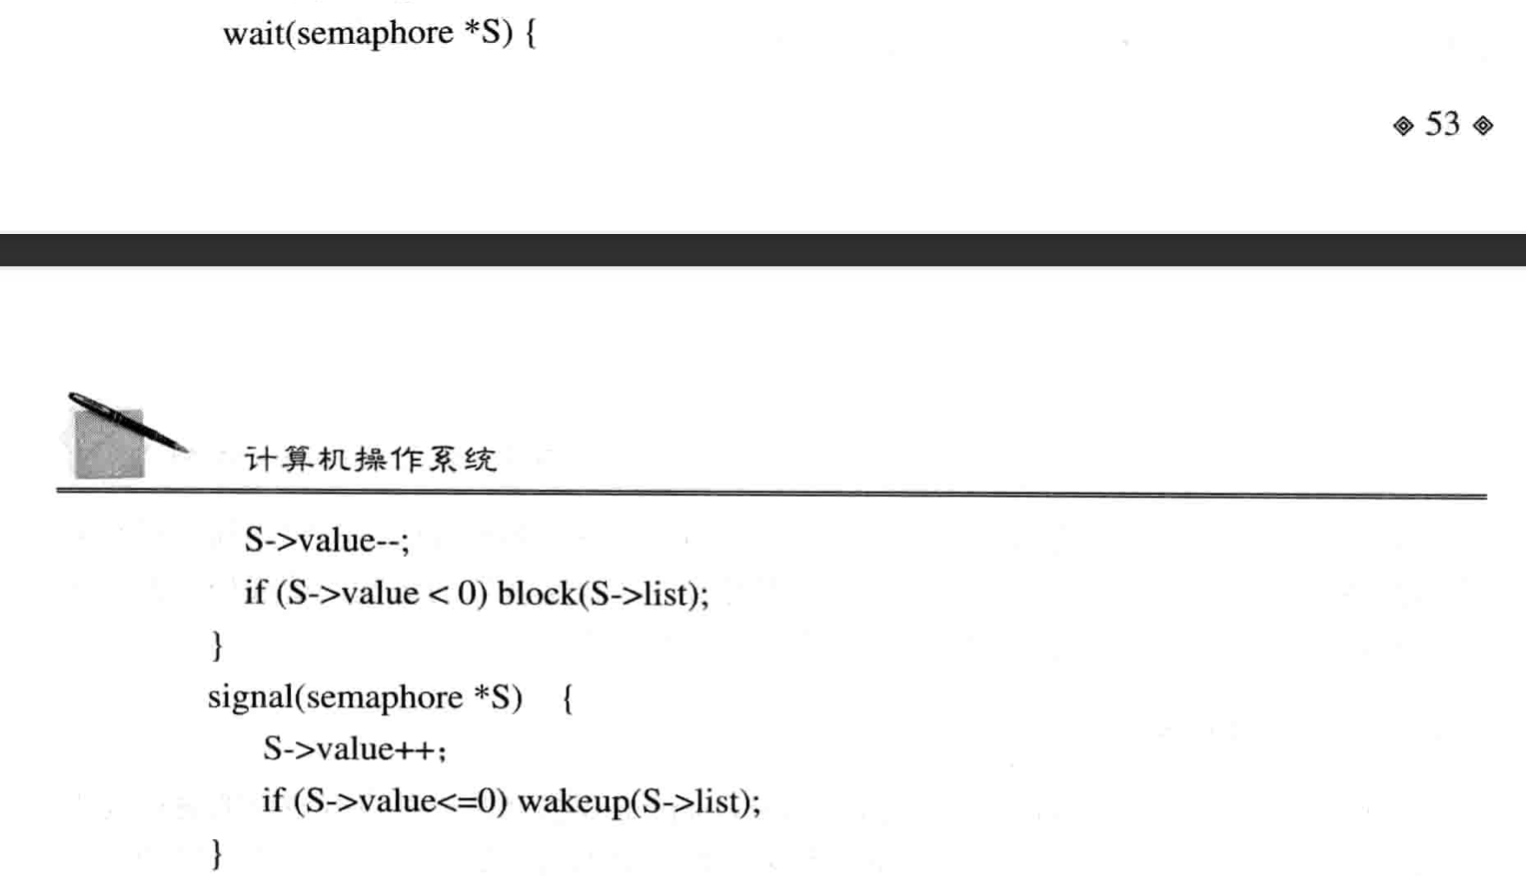 wait(semaphore *S) {
53
计算机操作系统
S->value--;
if (S->value < 0) block(S->list);
}
signal(semaphore *S) {
S->value++;
if (S->value<=0) wakeup(S->list);
}